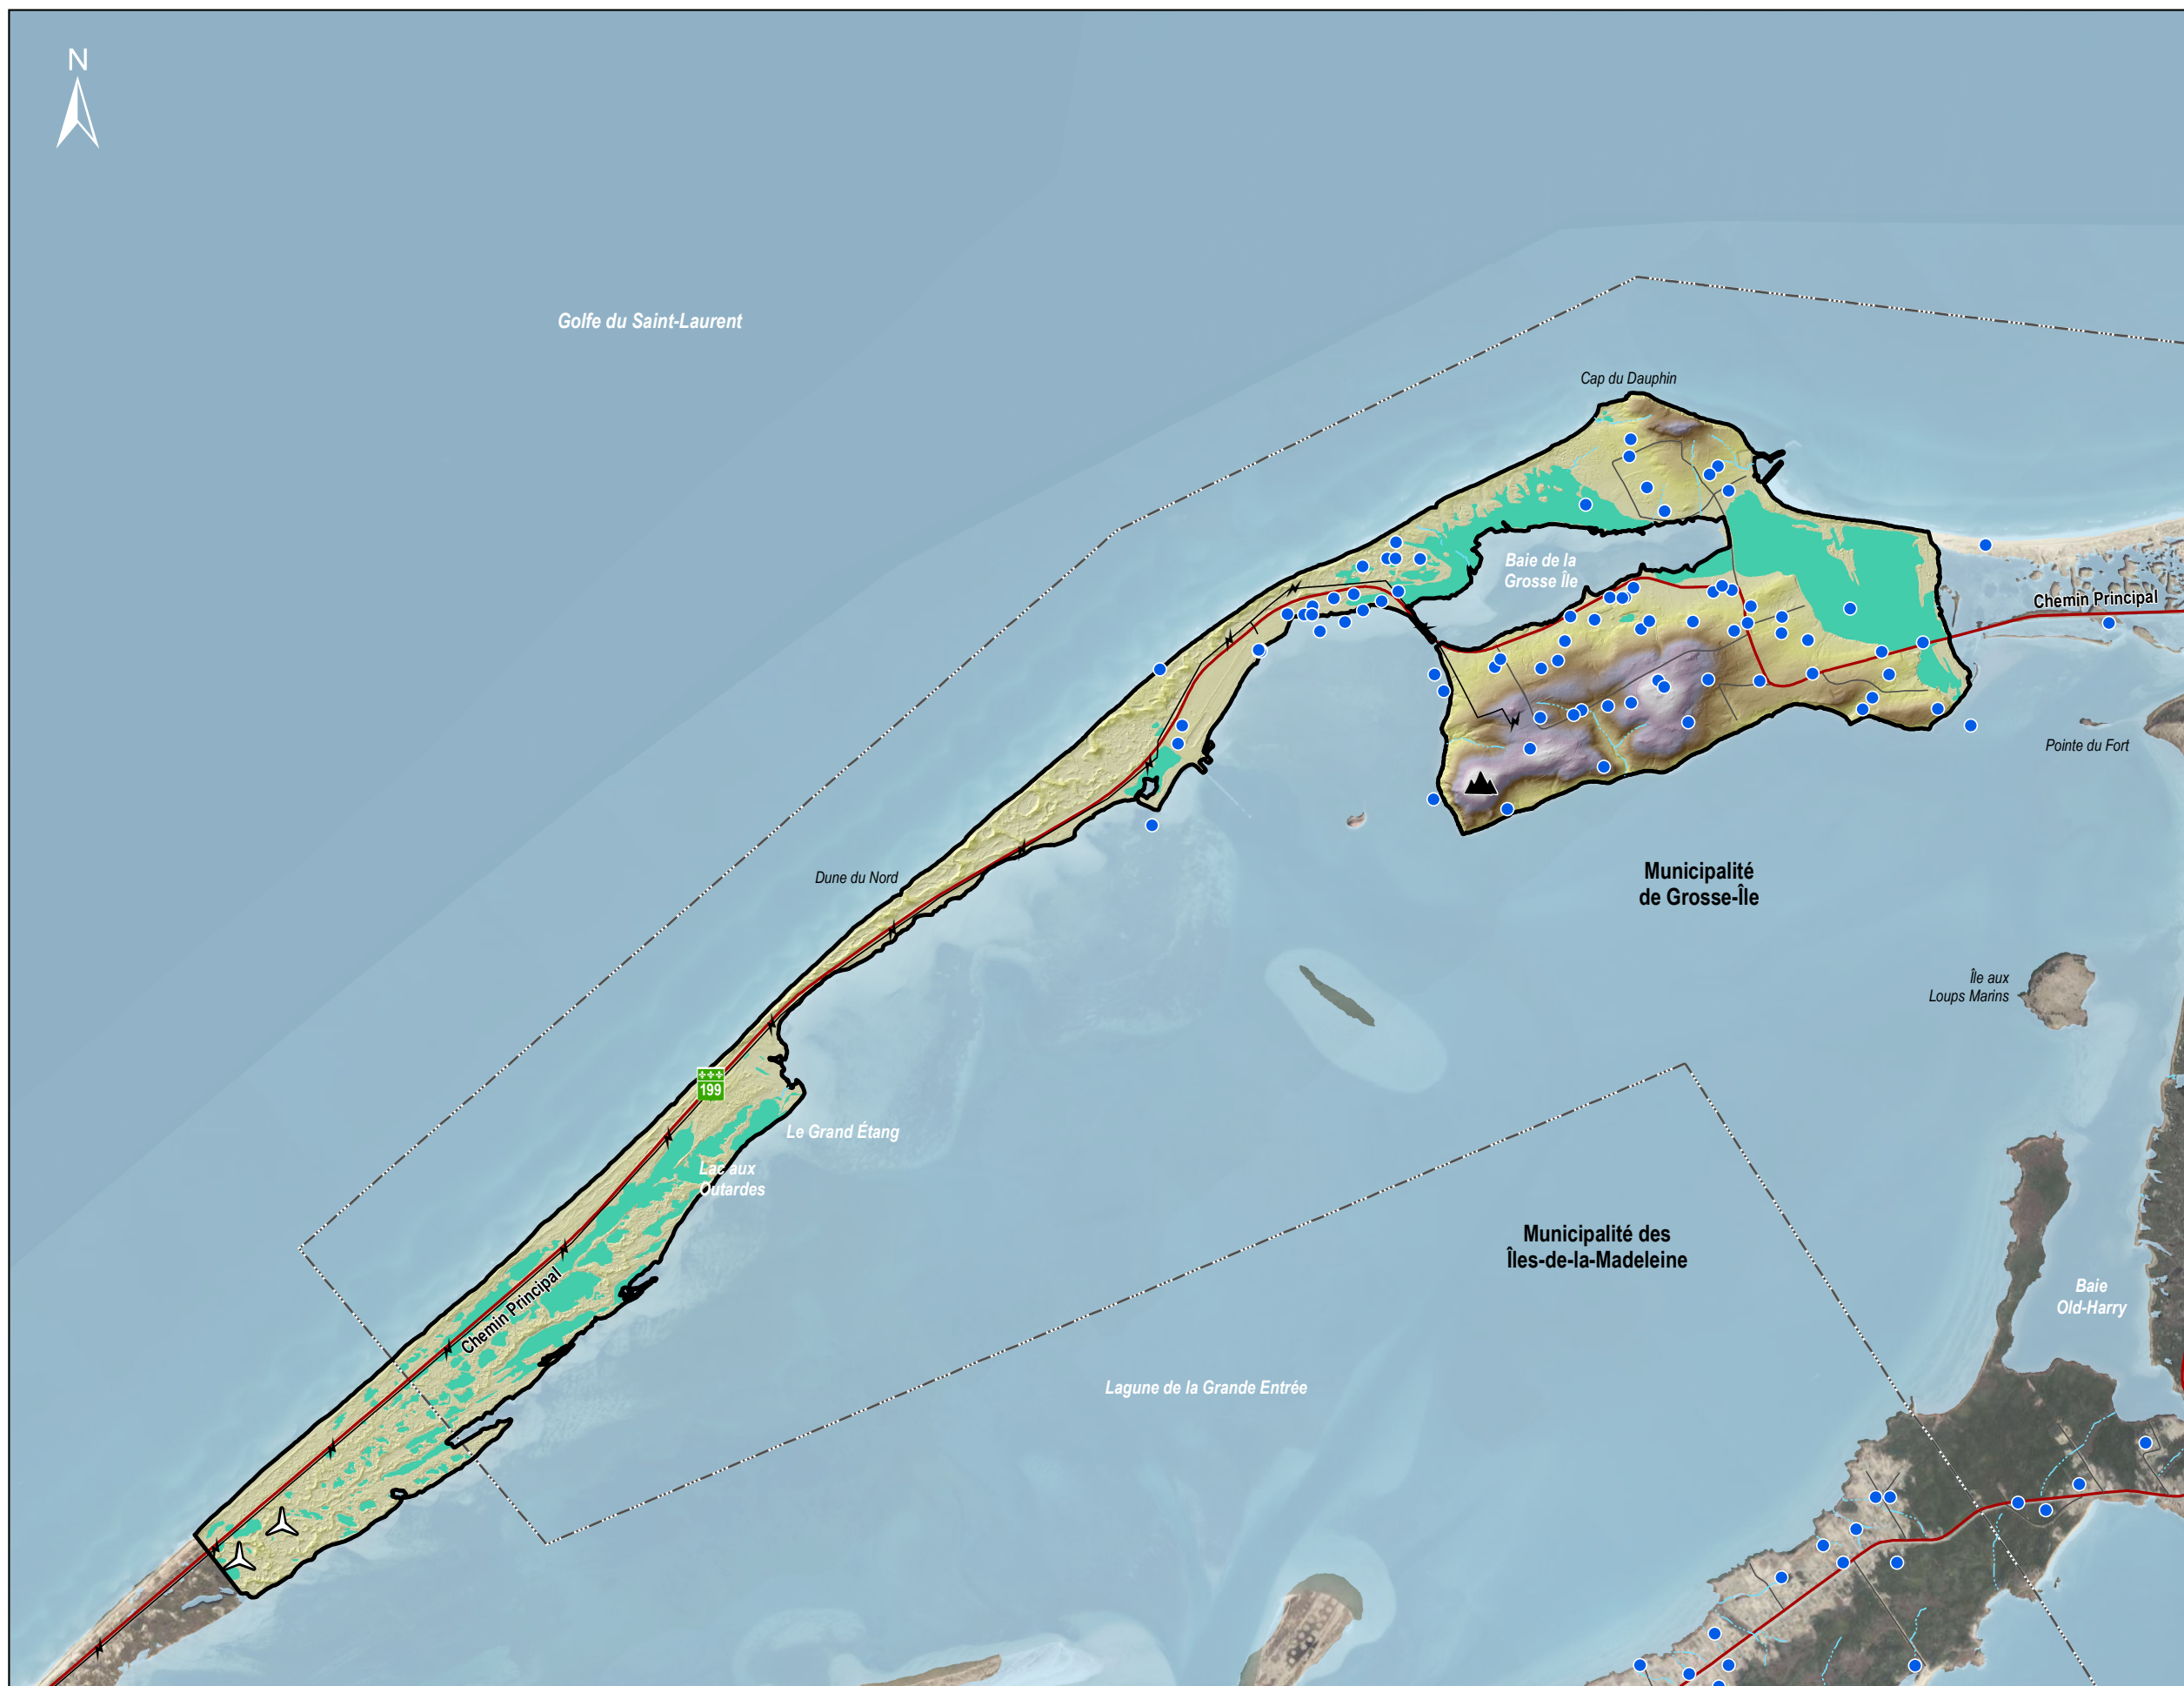 N
Golfe du Saint-Laurent
Cap du Dauphin
Baie de la
Grosse Île
Chemin Principal
Pointe du Fort
Dune du Nord
Municipalité
de Grosse-Île
Île aux
Loups Marins
199
Le Grand Étang
Lac aux
Outardes
Municipalité des
Îles-de-la-Madeleine
Baie
Old-Harry
Chemin Principal
Lagune de la Grande Entrée